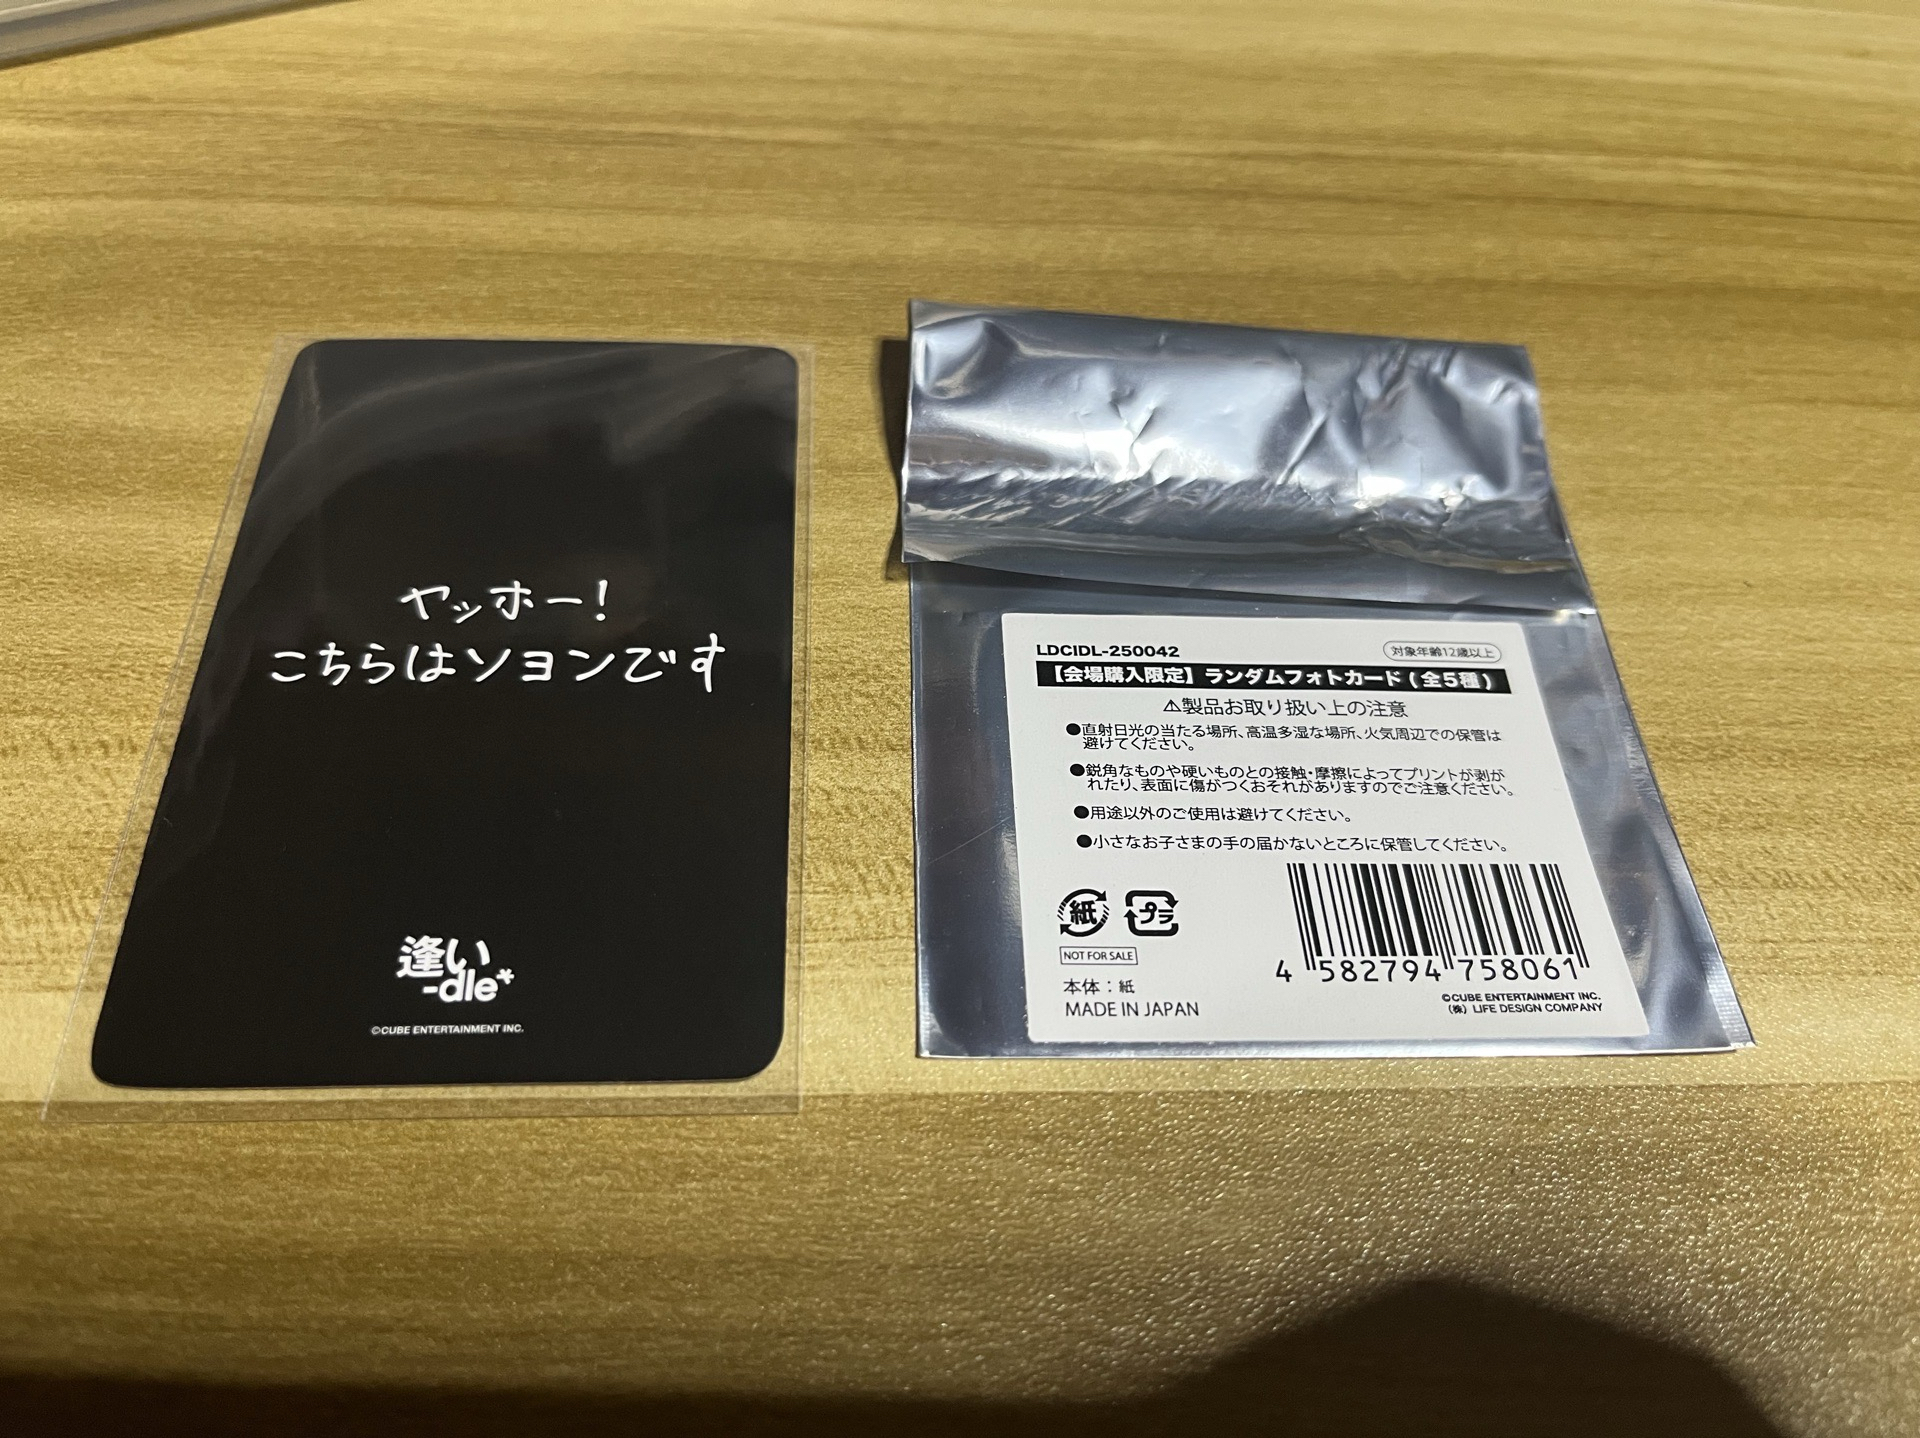 ヤッホー!
こちらはソヨンです
逢い
-dle*
©CUBE ENTERTAINMENT INC.
LDCIDL-250042
対象年齢12歳以上
【会場購入限定】ランダムフォトカード(全5種)
⚠製品お取り扱い上の注意
●直射日光の当たる場所、高温多湿な場所、火気周辺での保管は
避けてください。
●鋭角なものや硬いものとの接触・摩擦によってプリントが剥が
れたり、表面に傷がつくおそれがありますのでご注意ください。
●用途以外のご使用は避けてください。
●小さなお子さまの手の届かないところに保管してください。
紙
プラ
NOT FOR SALE
本体：紙
MADE IN JAPAN
4 582794 758061
©CUBE ENTERTAINMENT INC.
(株) LIFE DESIGN COMPANY